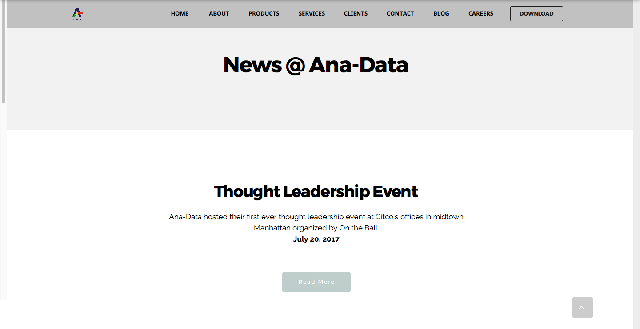 HOME ABOUT PRODUCTS SERVICES CLIENTS CONTACT BLOG CAREERS DOWNLOAD
News @ Ana-Data
Thought Leadership Event
Ana-Data hosted their first ever thought leadership event at Citco's offices in midtown
Manhattan organized by On the Ball
July 20, 2017
Read More